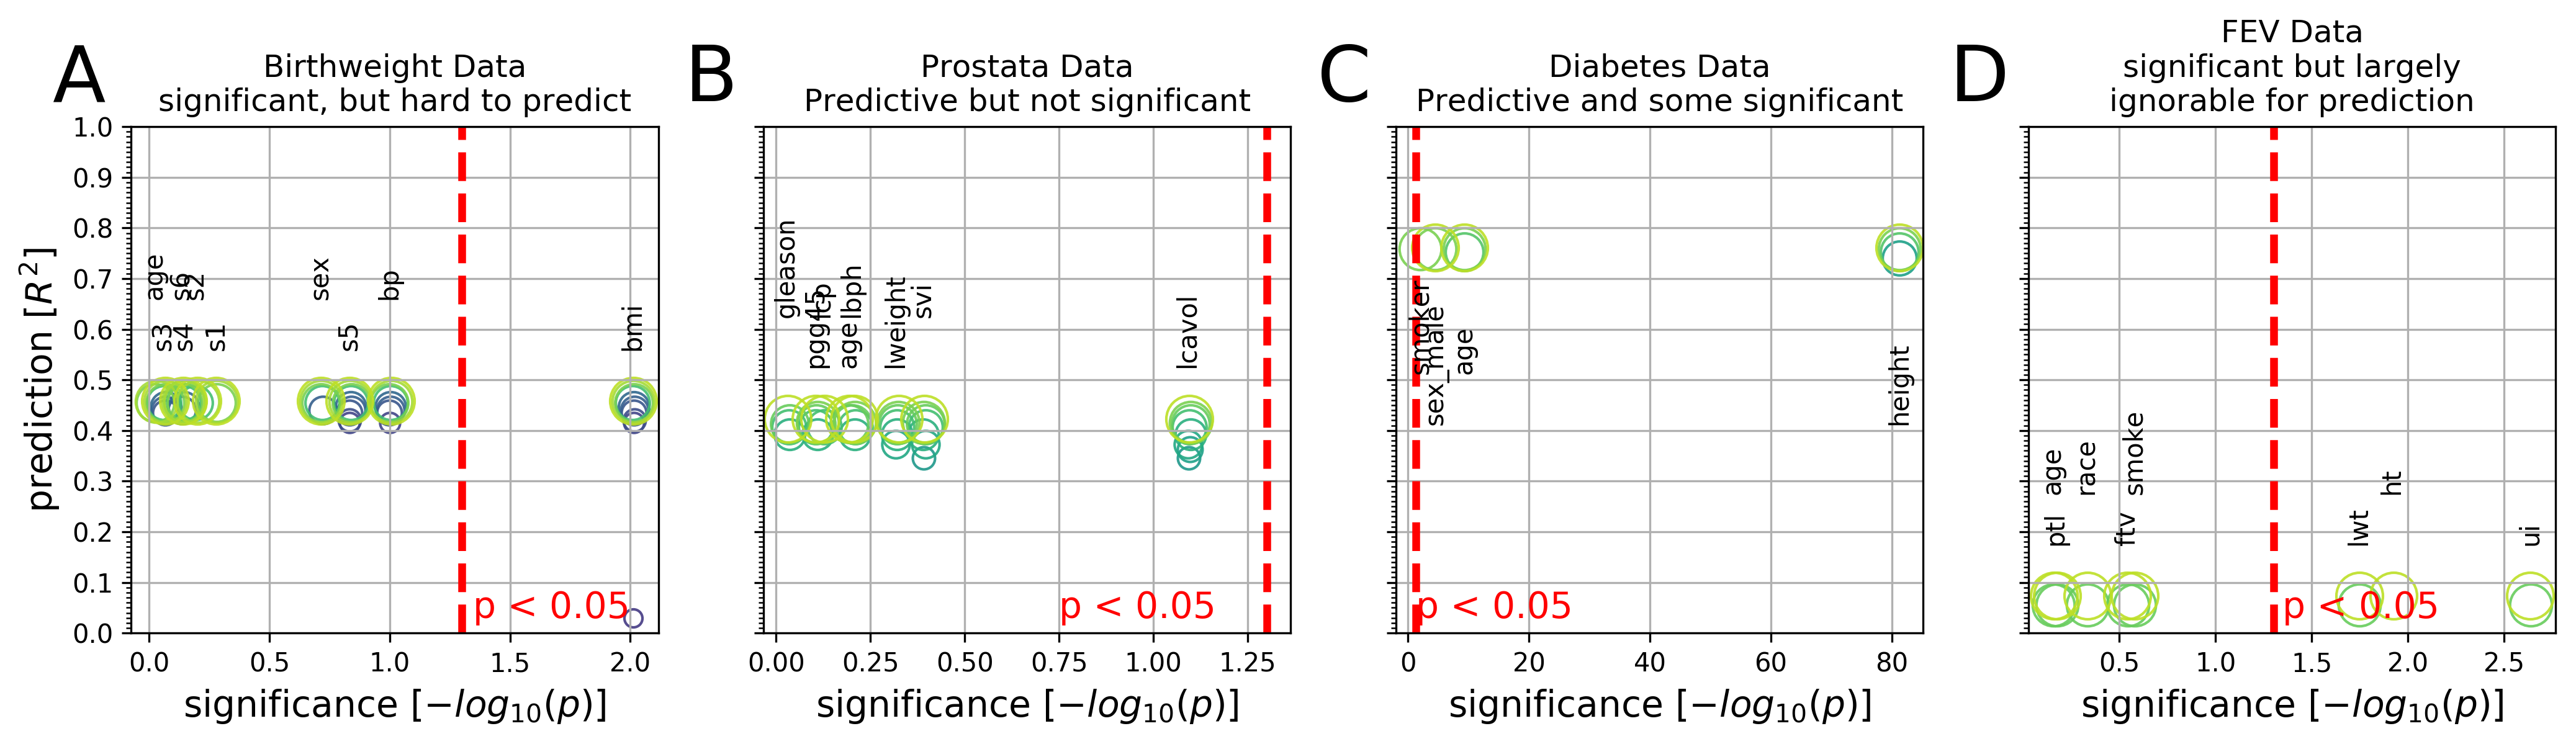 A
Birthweight Data
significant, but hard to predict
prediction [R²]
1.0
0.9
0.8
0.7
0.6
0.5
0.4
0.3
0.2
0.1
0.0
age
s6
s2
s3
s4
s1
sex
s5
bp
bmi
p < 0.05
0.0 0.5 1.0 1.5 2.0
significance [−log₁₀(p)]
B
Prostata Data
Predictive but not significant
gleason
pgg45
lcp
age
lbph
lweight
svi
lcavol
p < 0.05
0.00 0.25 0.50 0.75 1.00 1.25
significance [−log₁₀(p)]
C
Diabetes Data
Predictive and some significant
smoker
sex_male
age
height
p < 0.05
0 20 40 60 80
significance [−log₁₀(p)]
D
FEV Data
significant but largely
ignorable for prediction
age
ptl
race
smoke
ftv
lwt
ht
ui
p < 0.05
0.5 1.0 1.5 2.0 2.5
significance [−log₁₀(p)]